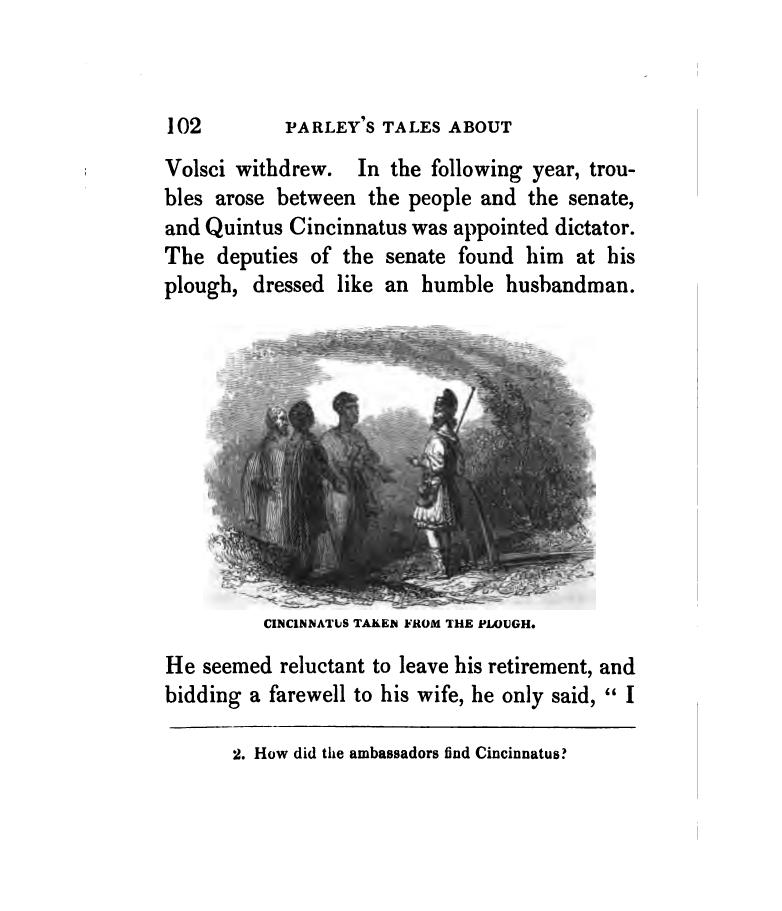 102 PARLEY'S TALES ABOUT
Volsci withdrew. In the following year, trou-
bles arose between the people and the senate,
and Quintus Cincinnatus was appointed dictator.
The deputies of the senate found him at his
plough, dressed like an humble husbandman.
CINCINNATUS TAKEN FROM THE PLOUGH.
He seemed reluctant to leave his retirement, and
bidding a farewell to his wife, he only said, “ I
2. How did the ambassadors find Cincinnatus?